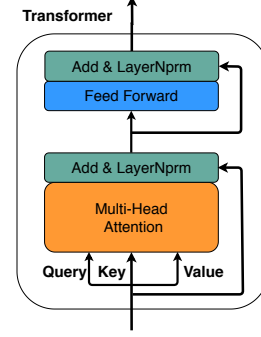 Transformer
Add & LayerNprm
Feed Forward
Add & LayerNprm
Multi-Head
Attention
Query Key Value